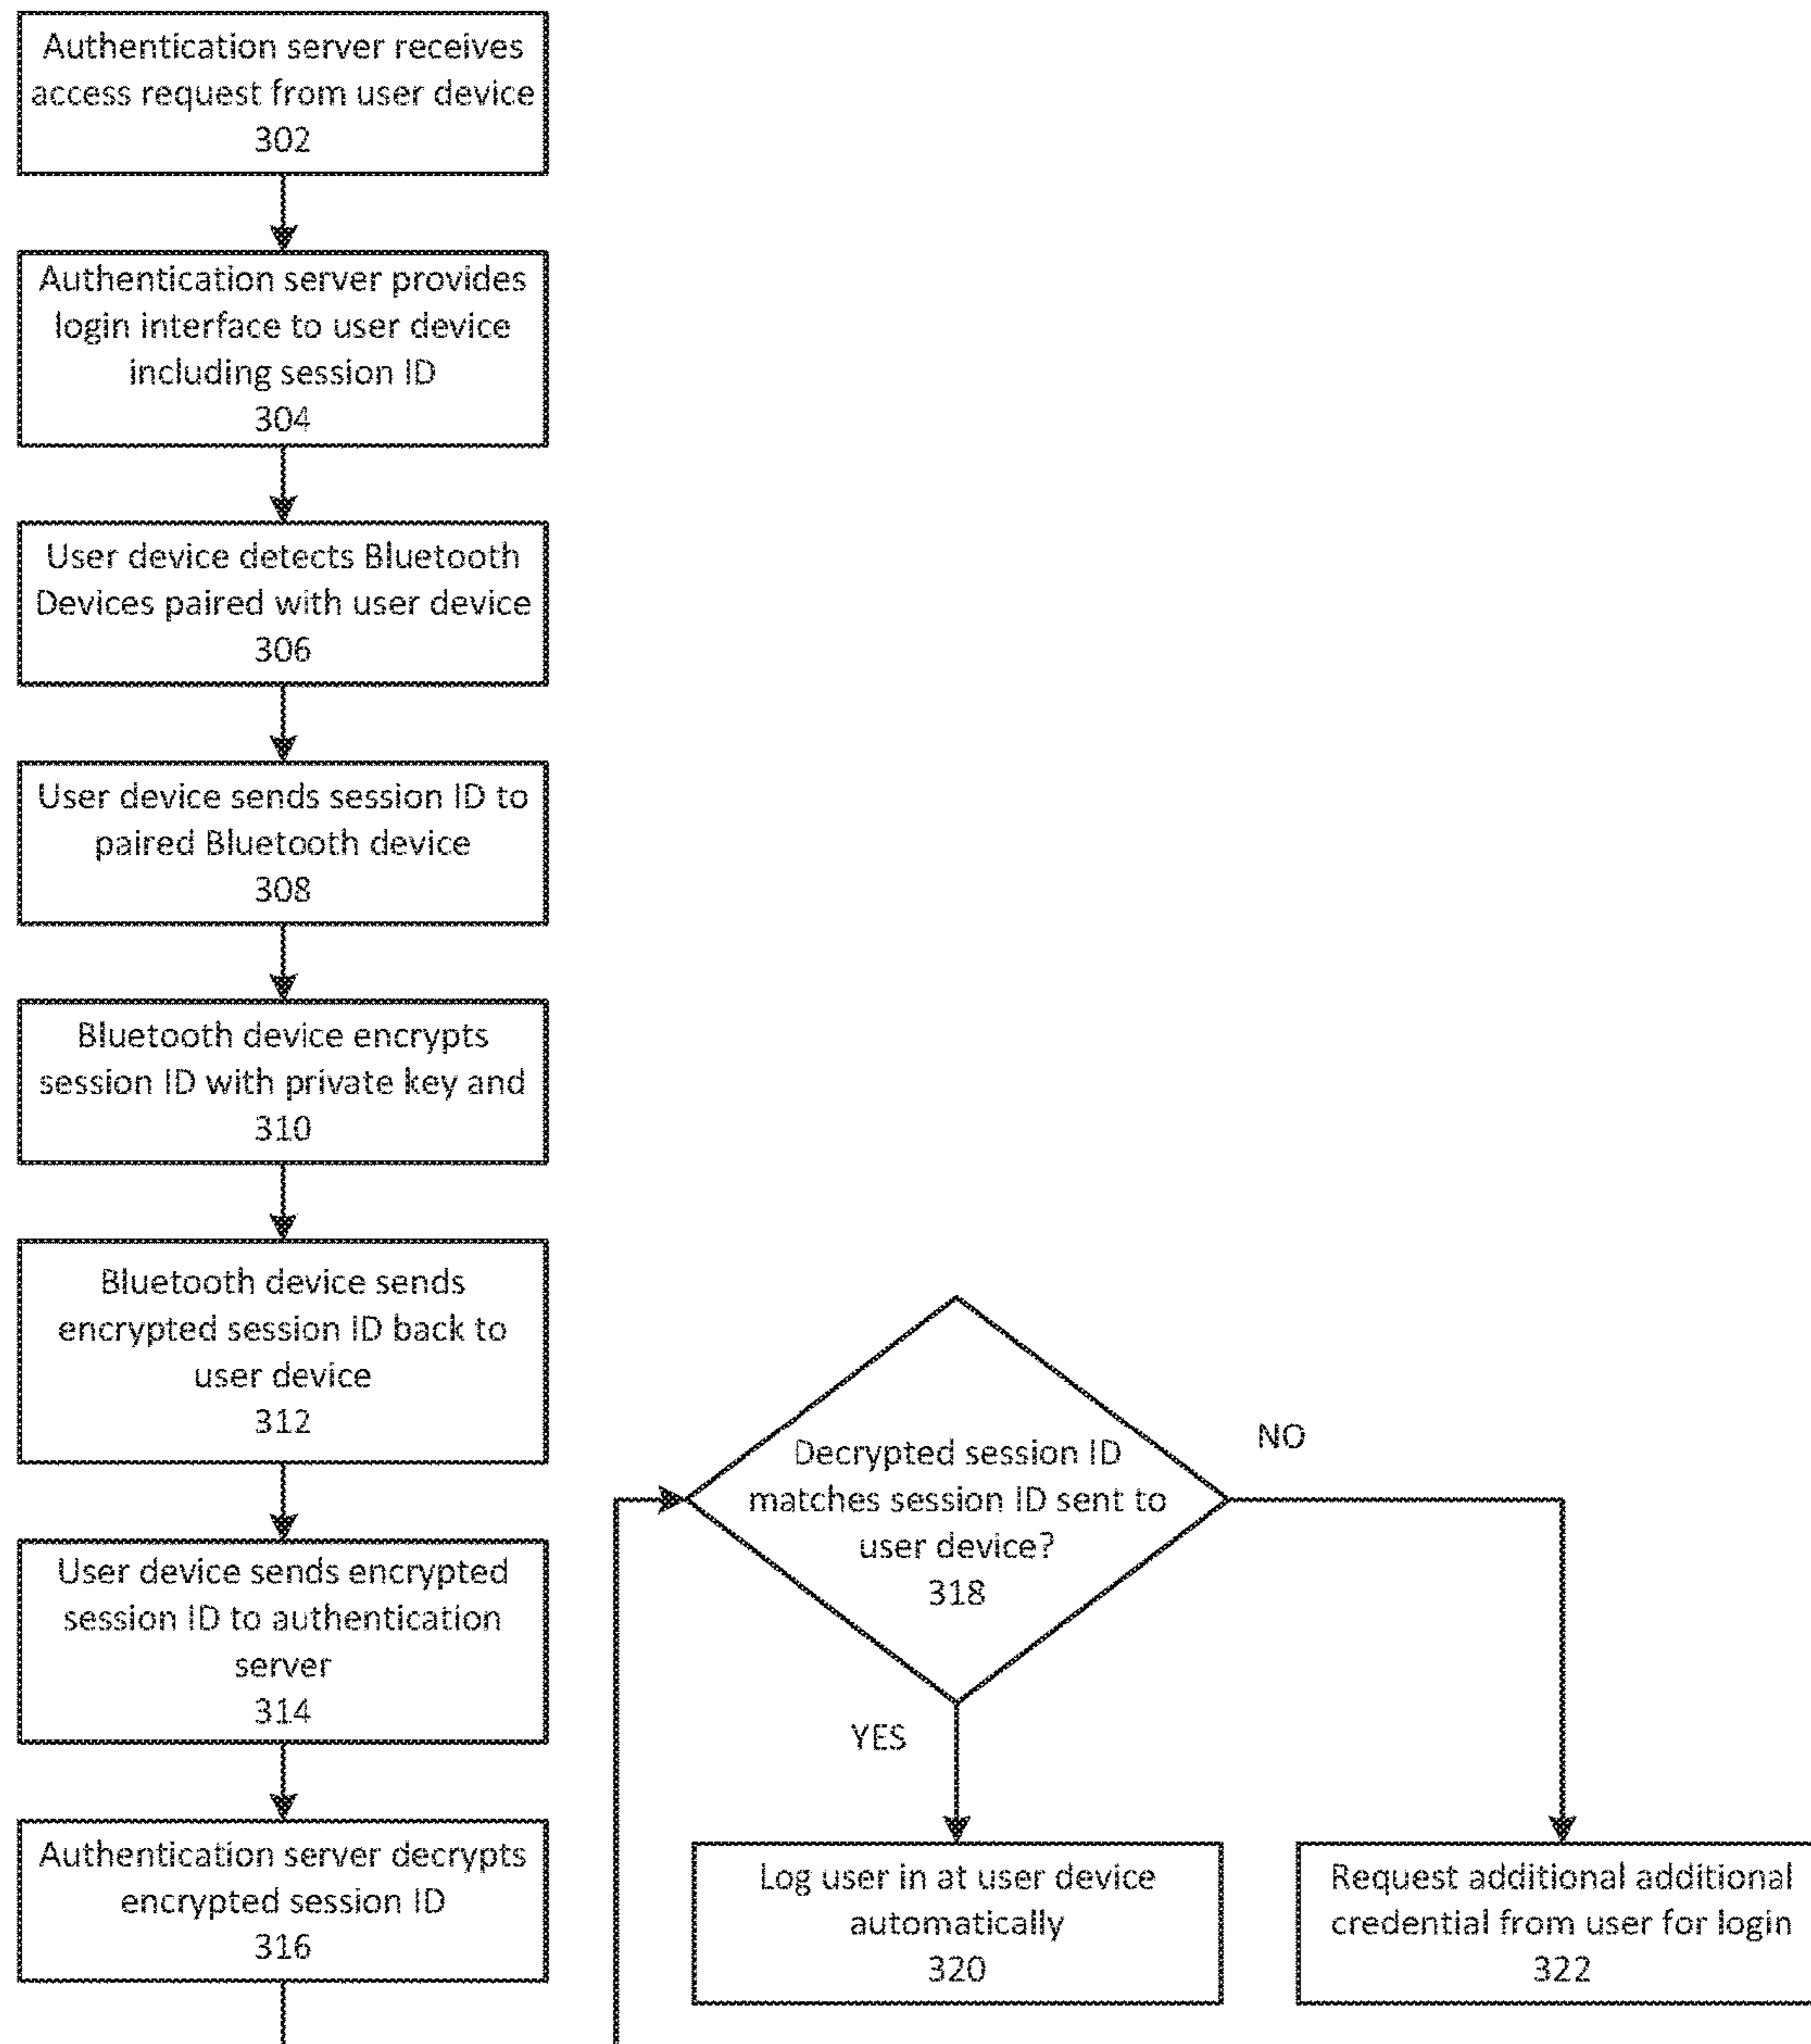 Authentication server receives
access request from user device
302
Authentication server provides
login interface to user device
including session ID
304
User device detects Bluetooth
Devices paired with user device
306
User device sends session ID to
paired Bluetooth device
308
Bluetooth device encrypts
session ID with private key and
310
Bluetooth device sends
encrypted session ID back to
user device
312
User device sends encrypted
session ID to authentication
server
314
Authentication server decrypts
encrypted session ID
316
Decrypted session ID
matches session ID sent to
user device?
318
NO
YES
Log user in at user device
automatically
320
Request additional additional
credential from user for login
322